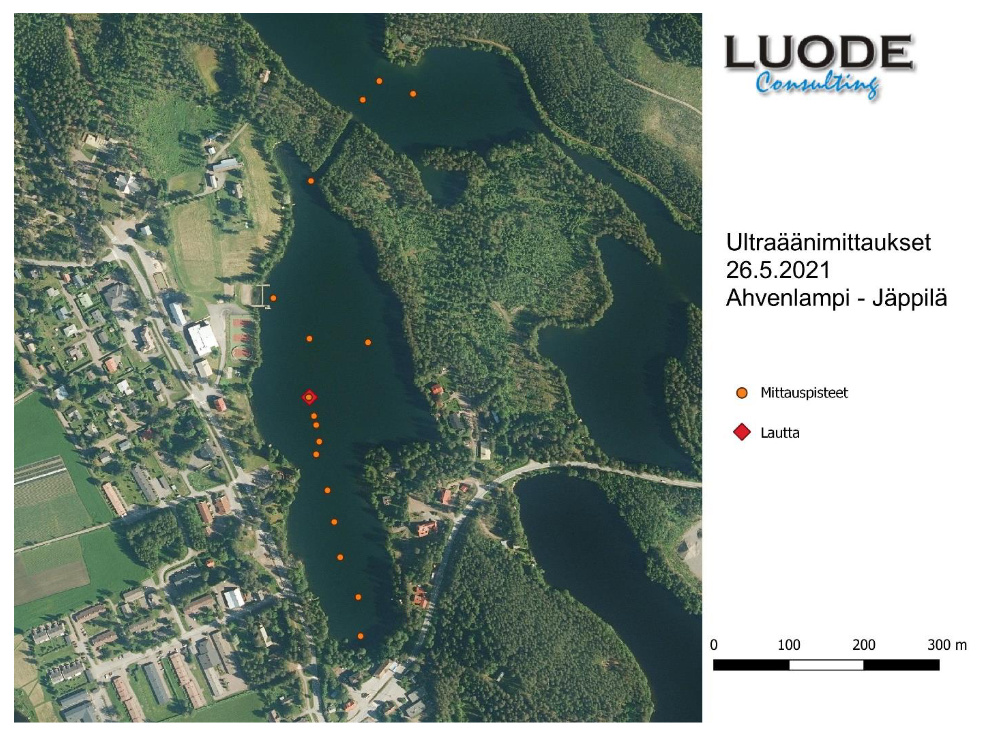 LUODE
Consulting
Ultraäänimittaukset
26.5.2021
Ahvenlampi - Jäppilä
Mittauspisteet
Lautta
0 100 200 300 m